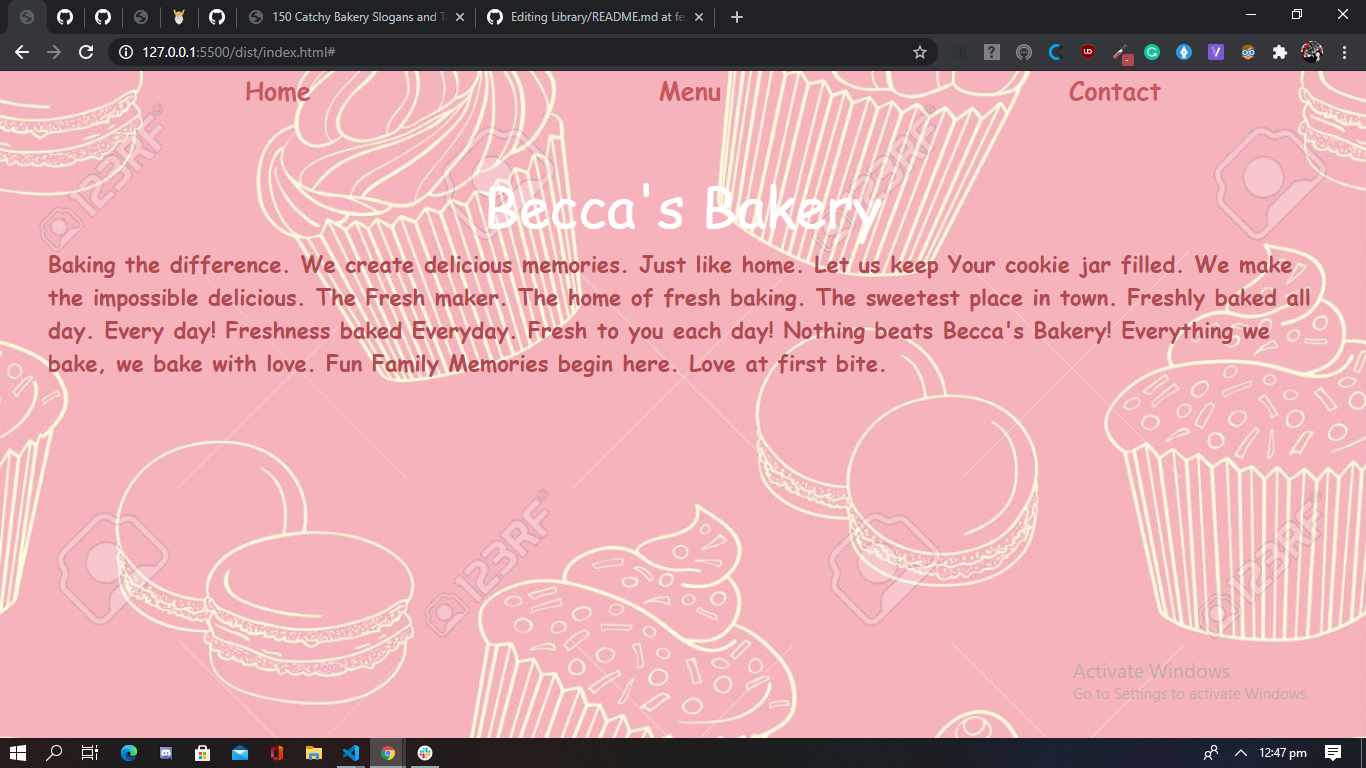 150 Catchy Bakery Slogans and T
Editing Library/README.md at fe
127.0.0.1:5500/dist/index.html#
Home Menu Contact
Becca's Bakery
Baking the difference. We create delicious memories. Just like home. Let us keep Your cookie jar filled. We make
the impossible delicious. The Fresh maker. The home of fresh baking. The sweetest place in town. Freshly baked all
day. Every day! Freshness baked Everyday. Fresh to you each day! Nothing beats Becca's Bakery! Everything we
bake, we bake with love. Fun Family Memories begin here. Love at first bite.
123RF®
123RF®
123RF®
123RF®
Activate Windows
Go to Settings to activate Windows.
12:47 pm